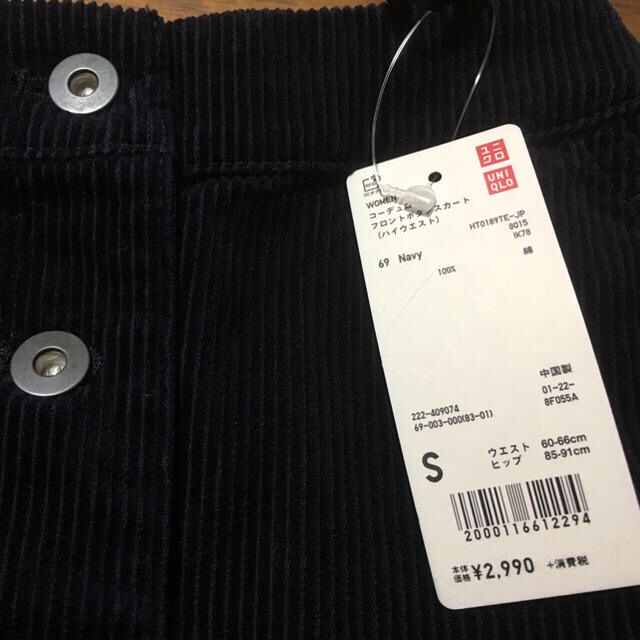 ユニ
クロ
UNI
QLO
WOMEN
コーデュロ
フロントボタンスカート
(ハイウエスト)
HT0189TE-JP
8015
IK78
69 Navy
100% 綿
中国製
01-22-
8F055A
222-409074
69-003-000(83-01)
S
ウエスト 60-66cm
ヒップ 85-91cm
2000116612294
本体価格 ¥2,990 +消費税